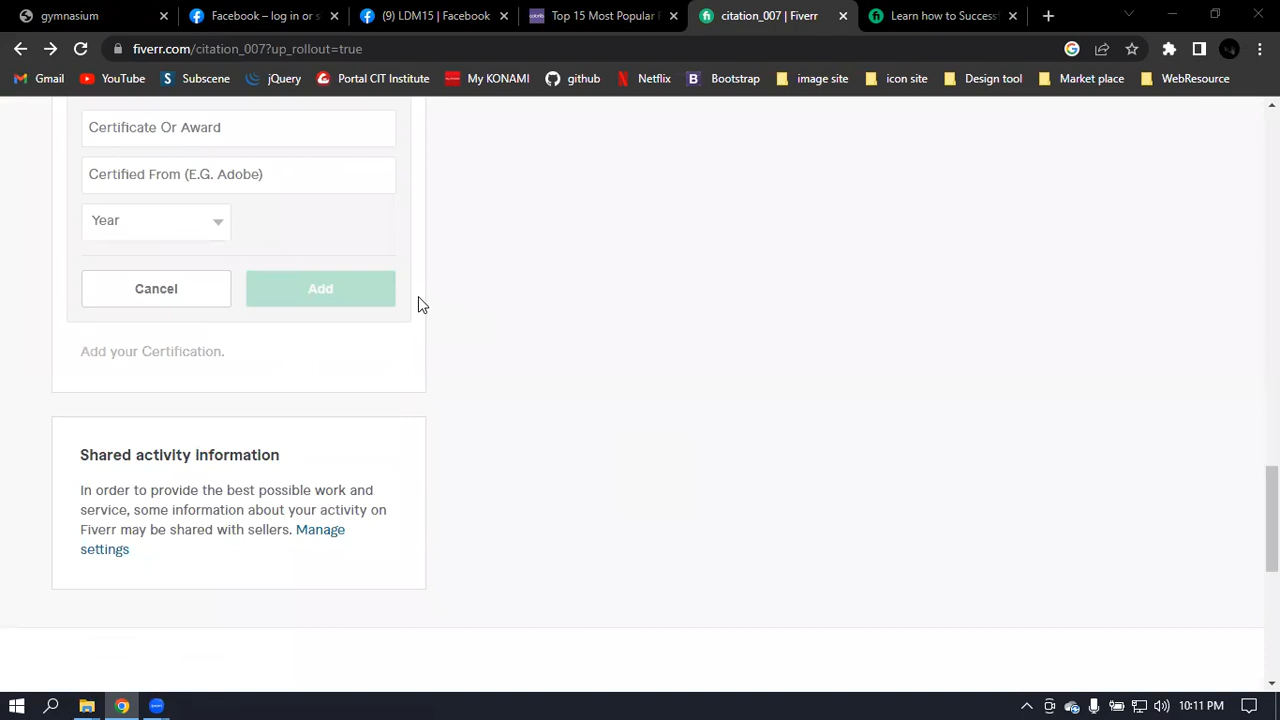 gymnasium
Facebook – log in or s
(9) LDM15 | Facebook
Top 15 Most Popular F
citation_007 | Fiverr
Learn how to Successf
fiverr.com/citation_007?up_rollout=true
Gmail
YouTube
Subscene
jQuery
Portal CIT Institute
My KONAMI
github
Netflix
Bootstrap
image site
icon site
Design tool
Market place
WebResource
Certificate Or Award
Certified From (E.G. Adobe)
Year
Cancel
Add
Add your Certification.
Shared activity information
In order to provide the best possible work and
service, some information about your activity on
Fiverr may be shared with sellers. Manage
settings
10:11 PM